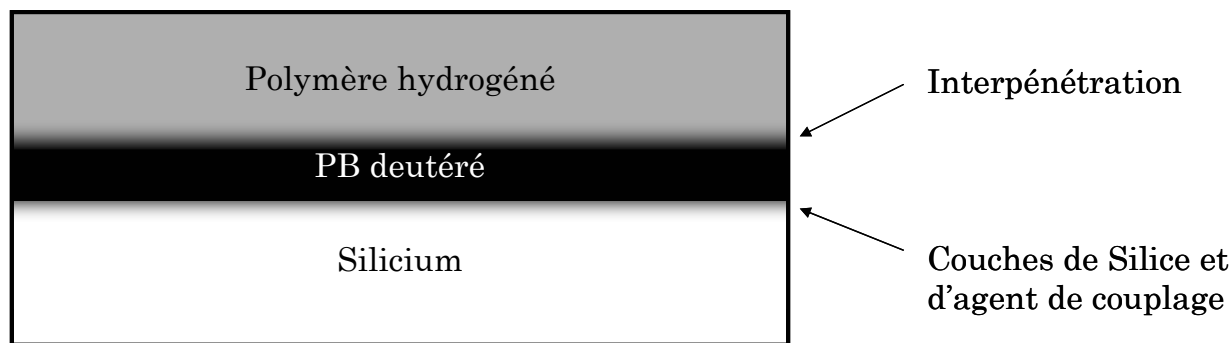 Polymère hydrogéné
Interpénétration
PB deutéré
Silicium
Couches de Silice et
d'agent de couplage